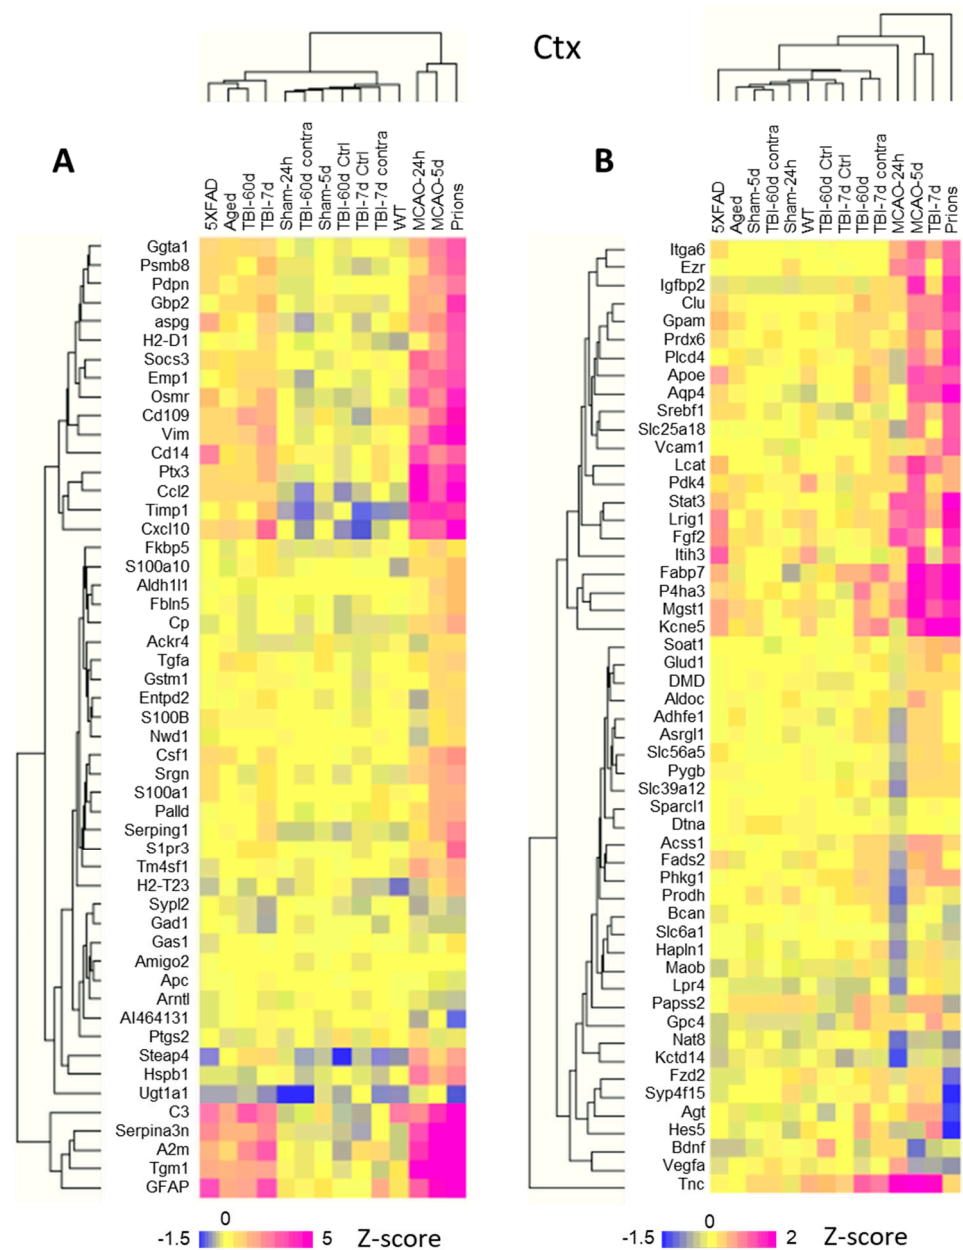 Ctx
A
5XFAD
Aged
TBI-60d
TBI-7d
Sham-24h
TBI-60d contra
Sham-5d
TBI-60d Ctrl
TBI-7d Ctrl
TBI-7d contra
WT
MCAO-24h
MCAO-5d
Prions
Ggta1
Psmb8
Pdpn
Gbp2
aspg
H2-D1
Socs3
Emp1
Osmr
Cd109
Vim
Cd14
Ptx3
Ccl2
Timp1
Cxcl10
Fkbp5
S100a10
Aldh1l1
Fbln5
Cp
Ackr4
Tgfa
Gstm1
Entpd2
S100B
Nwd1
Csf1
Srgn
S100a1
Palld
Serping1
S1pr3
Tm4sf1
H2-T23
Sypl2
Gad1
Gas1
Amigo2
Apc
Arntl
AI464131
Ptgs2
Steap4
Hspb1
Ugt1a1
C3
Serpina3n
A2m
Tgm1
GFAP
0
-1.5 5 Z-score
B
5XFAD
Aged
Sham-5d
TBI-60d contra
Sham-24h
WT
TBI-60d Ctrl
TBI-7d Ctrl
TBI-60d
TBI-7d contra
MCAO-24h
MCAO-5d
TBI-7d
Prions
Itga6
Ezr
Igfbp2
Clu
Gpam
Prdx6
Plcd4
Apoe
Aqp4
Srebf1
Slc25a18
Vcam1
Lcat
Pdk4
Stat3
Lrig1
Fgf2
Itih3
Fabp7
P4ha3
Mgst1
Kcne5
Soat1
Glud1
DMD
Aldoc
Adhfe1
Asrgl1
Slc56a5
Pygb
Slc39a12
Sparcl1
Dtna
Acss1
Fads2
Phkg1
Prodh
Bcan
Slc6a1
Hapln1
Maob
Lpr4
Papss2
Gpc4
Nat8
Kctd14
Fzd2
Syp4f15
Agt
Hes5
Bdnf
Vegfa
Tnc
0
-1.5 2 Z-score